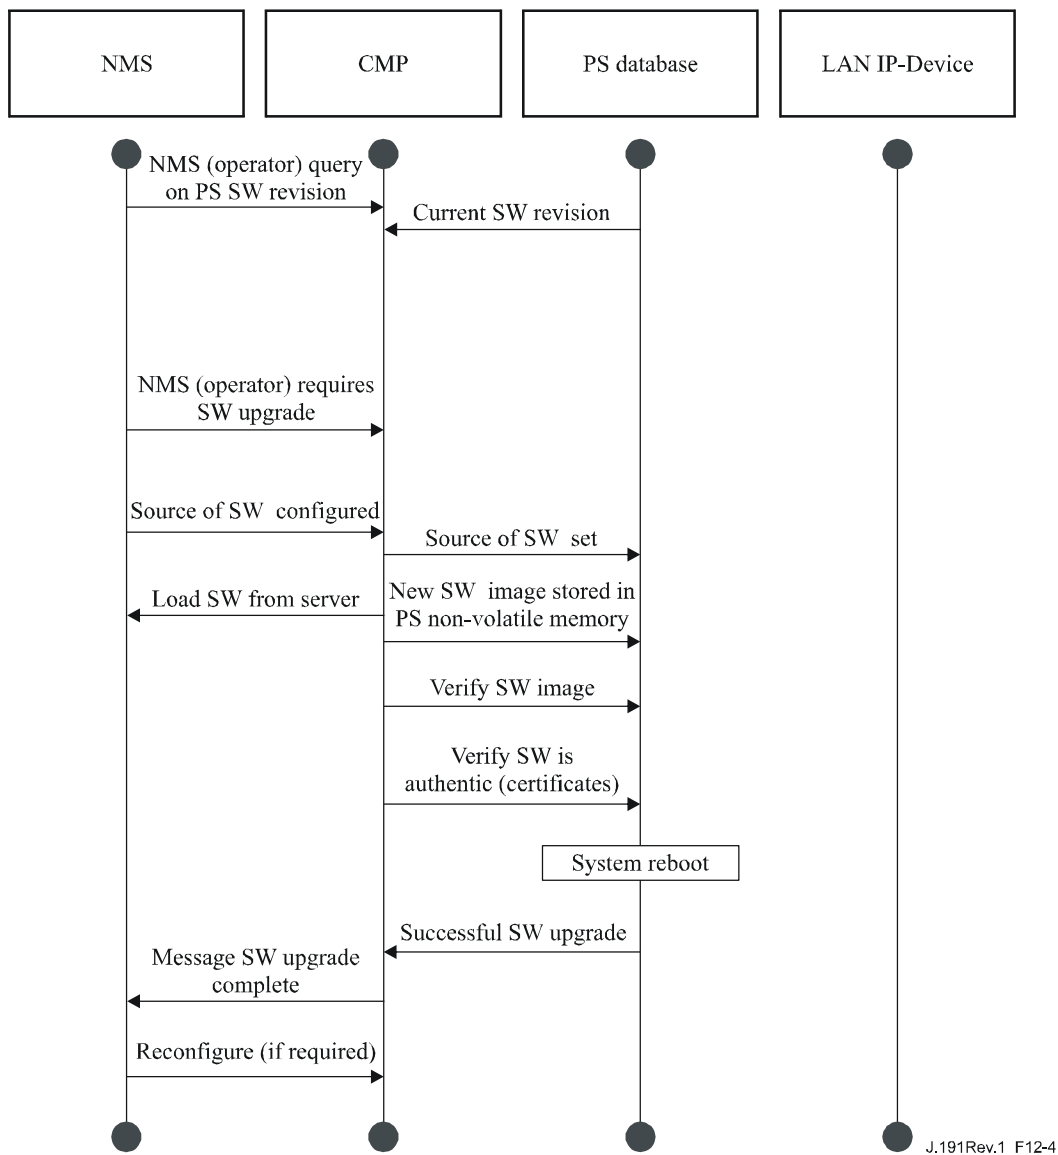 NMS
CMP
PS database
LAN IP-Device
NMS (operator) query
on PS SW revision
Current SW revision
NMS (operator) requires
SW upgrade
Source of SW configured
Source of SW set
Load SW from server
New SW image stored in
PS non-volatile memory
Verify SW image
Verify SW is
authentic (certificates)
System reboot
Successful SW upgrade
Message SW upgrade
complete
Reconfigure (if required)
J.191Rev.1_F12-4